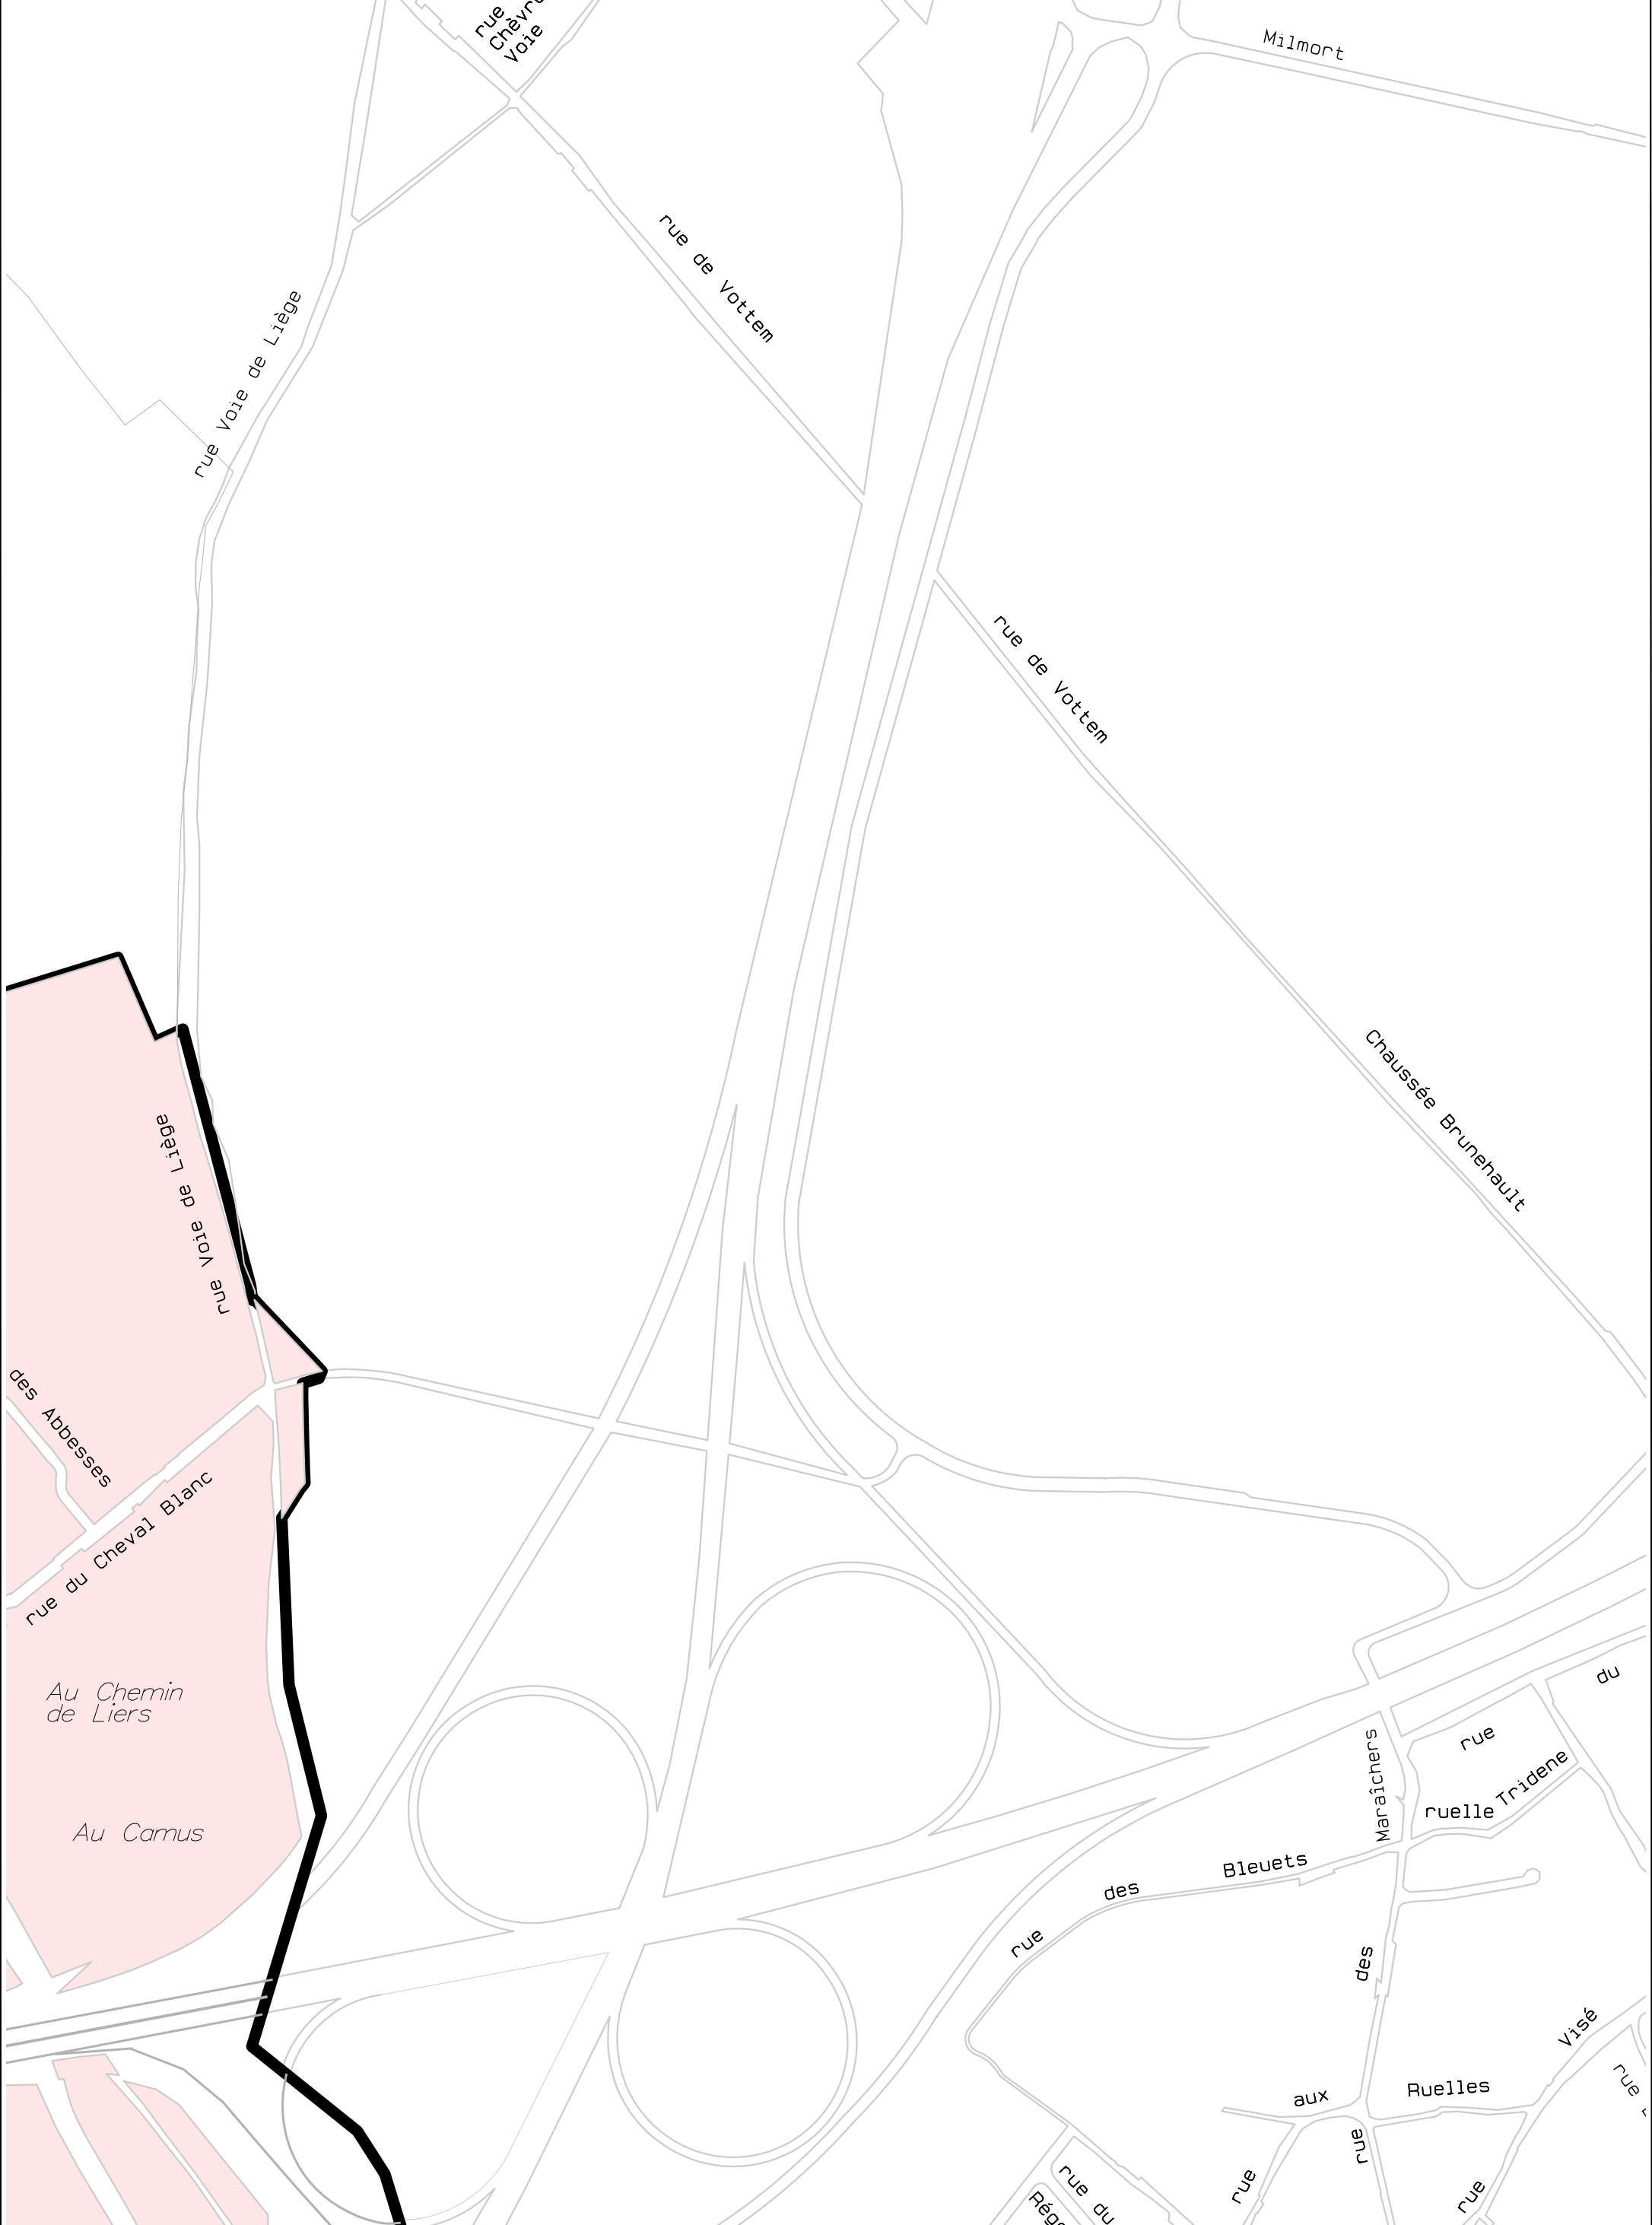 rue
Voie
Milmort
rue de Vottem
rue Voie de Liège
rue de Vottem
Chaussée Brunehault
rue Voie de Liège
des Abbesses
rue du Cheval Blanc
Au Chemin
de Liers
Au Camus
du
rue
Maraîchers
ruelle Tridene
rue des Bleuets
des
Visé
rue
aux Ruelles
rue
rue
rue
rue du